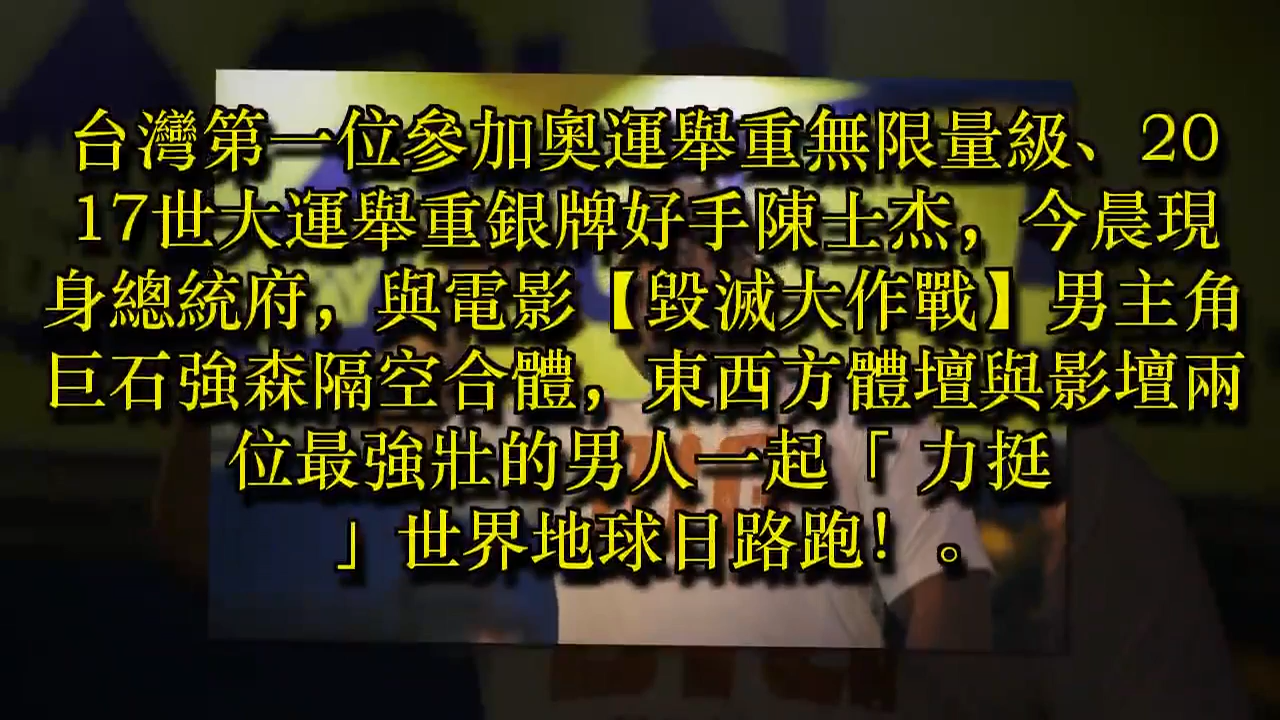 台灣第一位參加奧運舉重無限量級、20
17世大運舉重銀牌好手陳士杰，今晨現
身總統府，與電影【毀滅大作戰】男主角
巨石強森隔空合體，東西方體壇與影壇兩
位最強壯的男人一起「 力挺
」世界地球日路跑！ 。